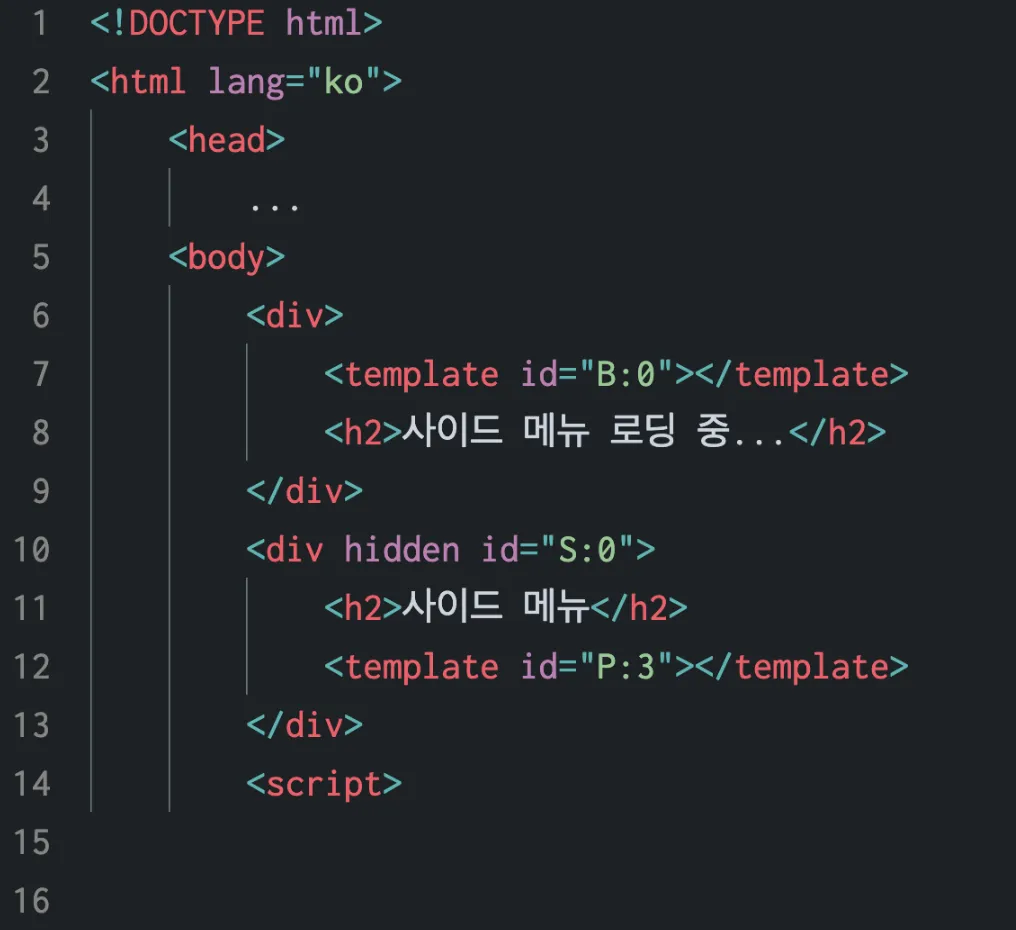 1 <!DOCTYPE html>
2 <html lang="ko">
3 <head>
4 ...
5 <body>
6 <div>
7 <template id="B:0"></template>
8 <h2>사이드 메뉴 로딩 중...</h2>
9 </div>
10 <div hidden id="S:0">
11 <h2>사이드 메뉴</h2>
12 <template id="P:3"></template>
13 </div>
14 <script>
15
16